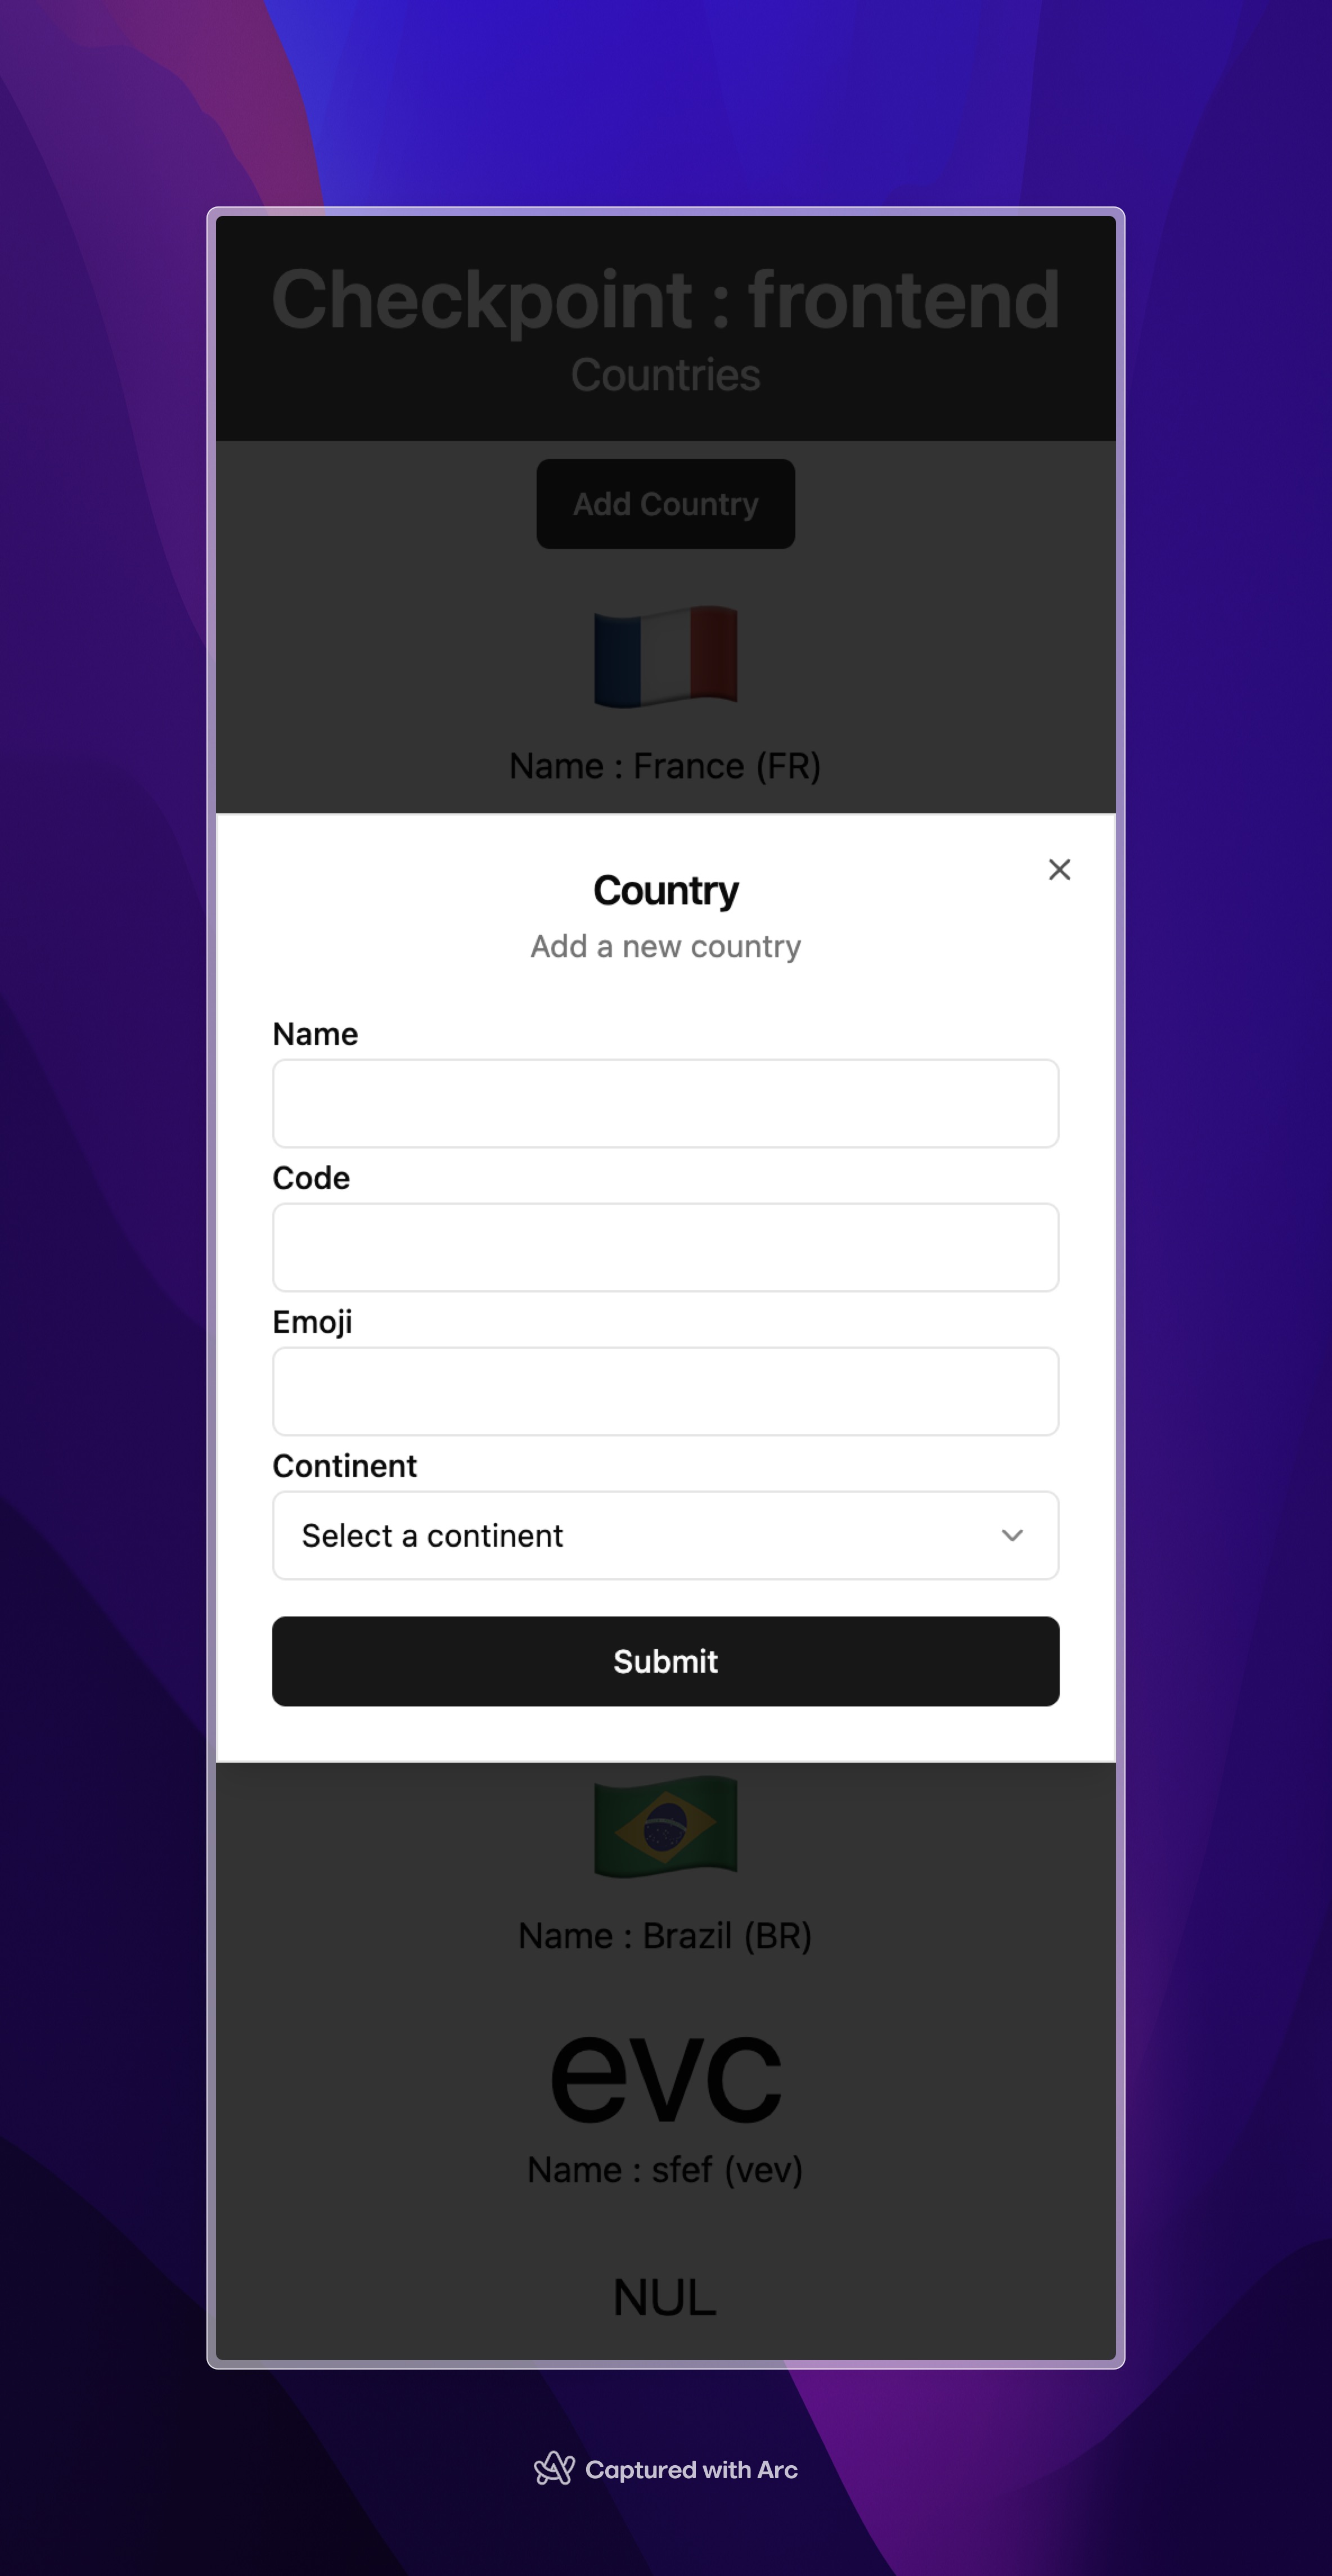 Checkpoint : frontend
Countries
Add Country
Name : France (FR)
Country
Add a new country
Name
Code
Emoji
Continent
Select a continent
Submit
Name : Brazil (BR)
evc
Name : sfef (vev)
NUL
Captured with Arc